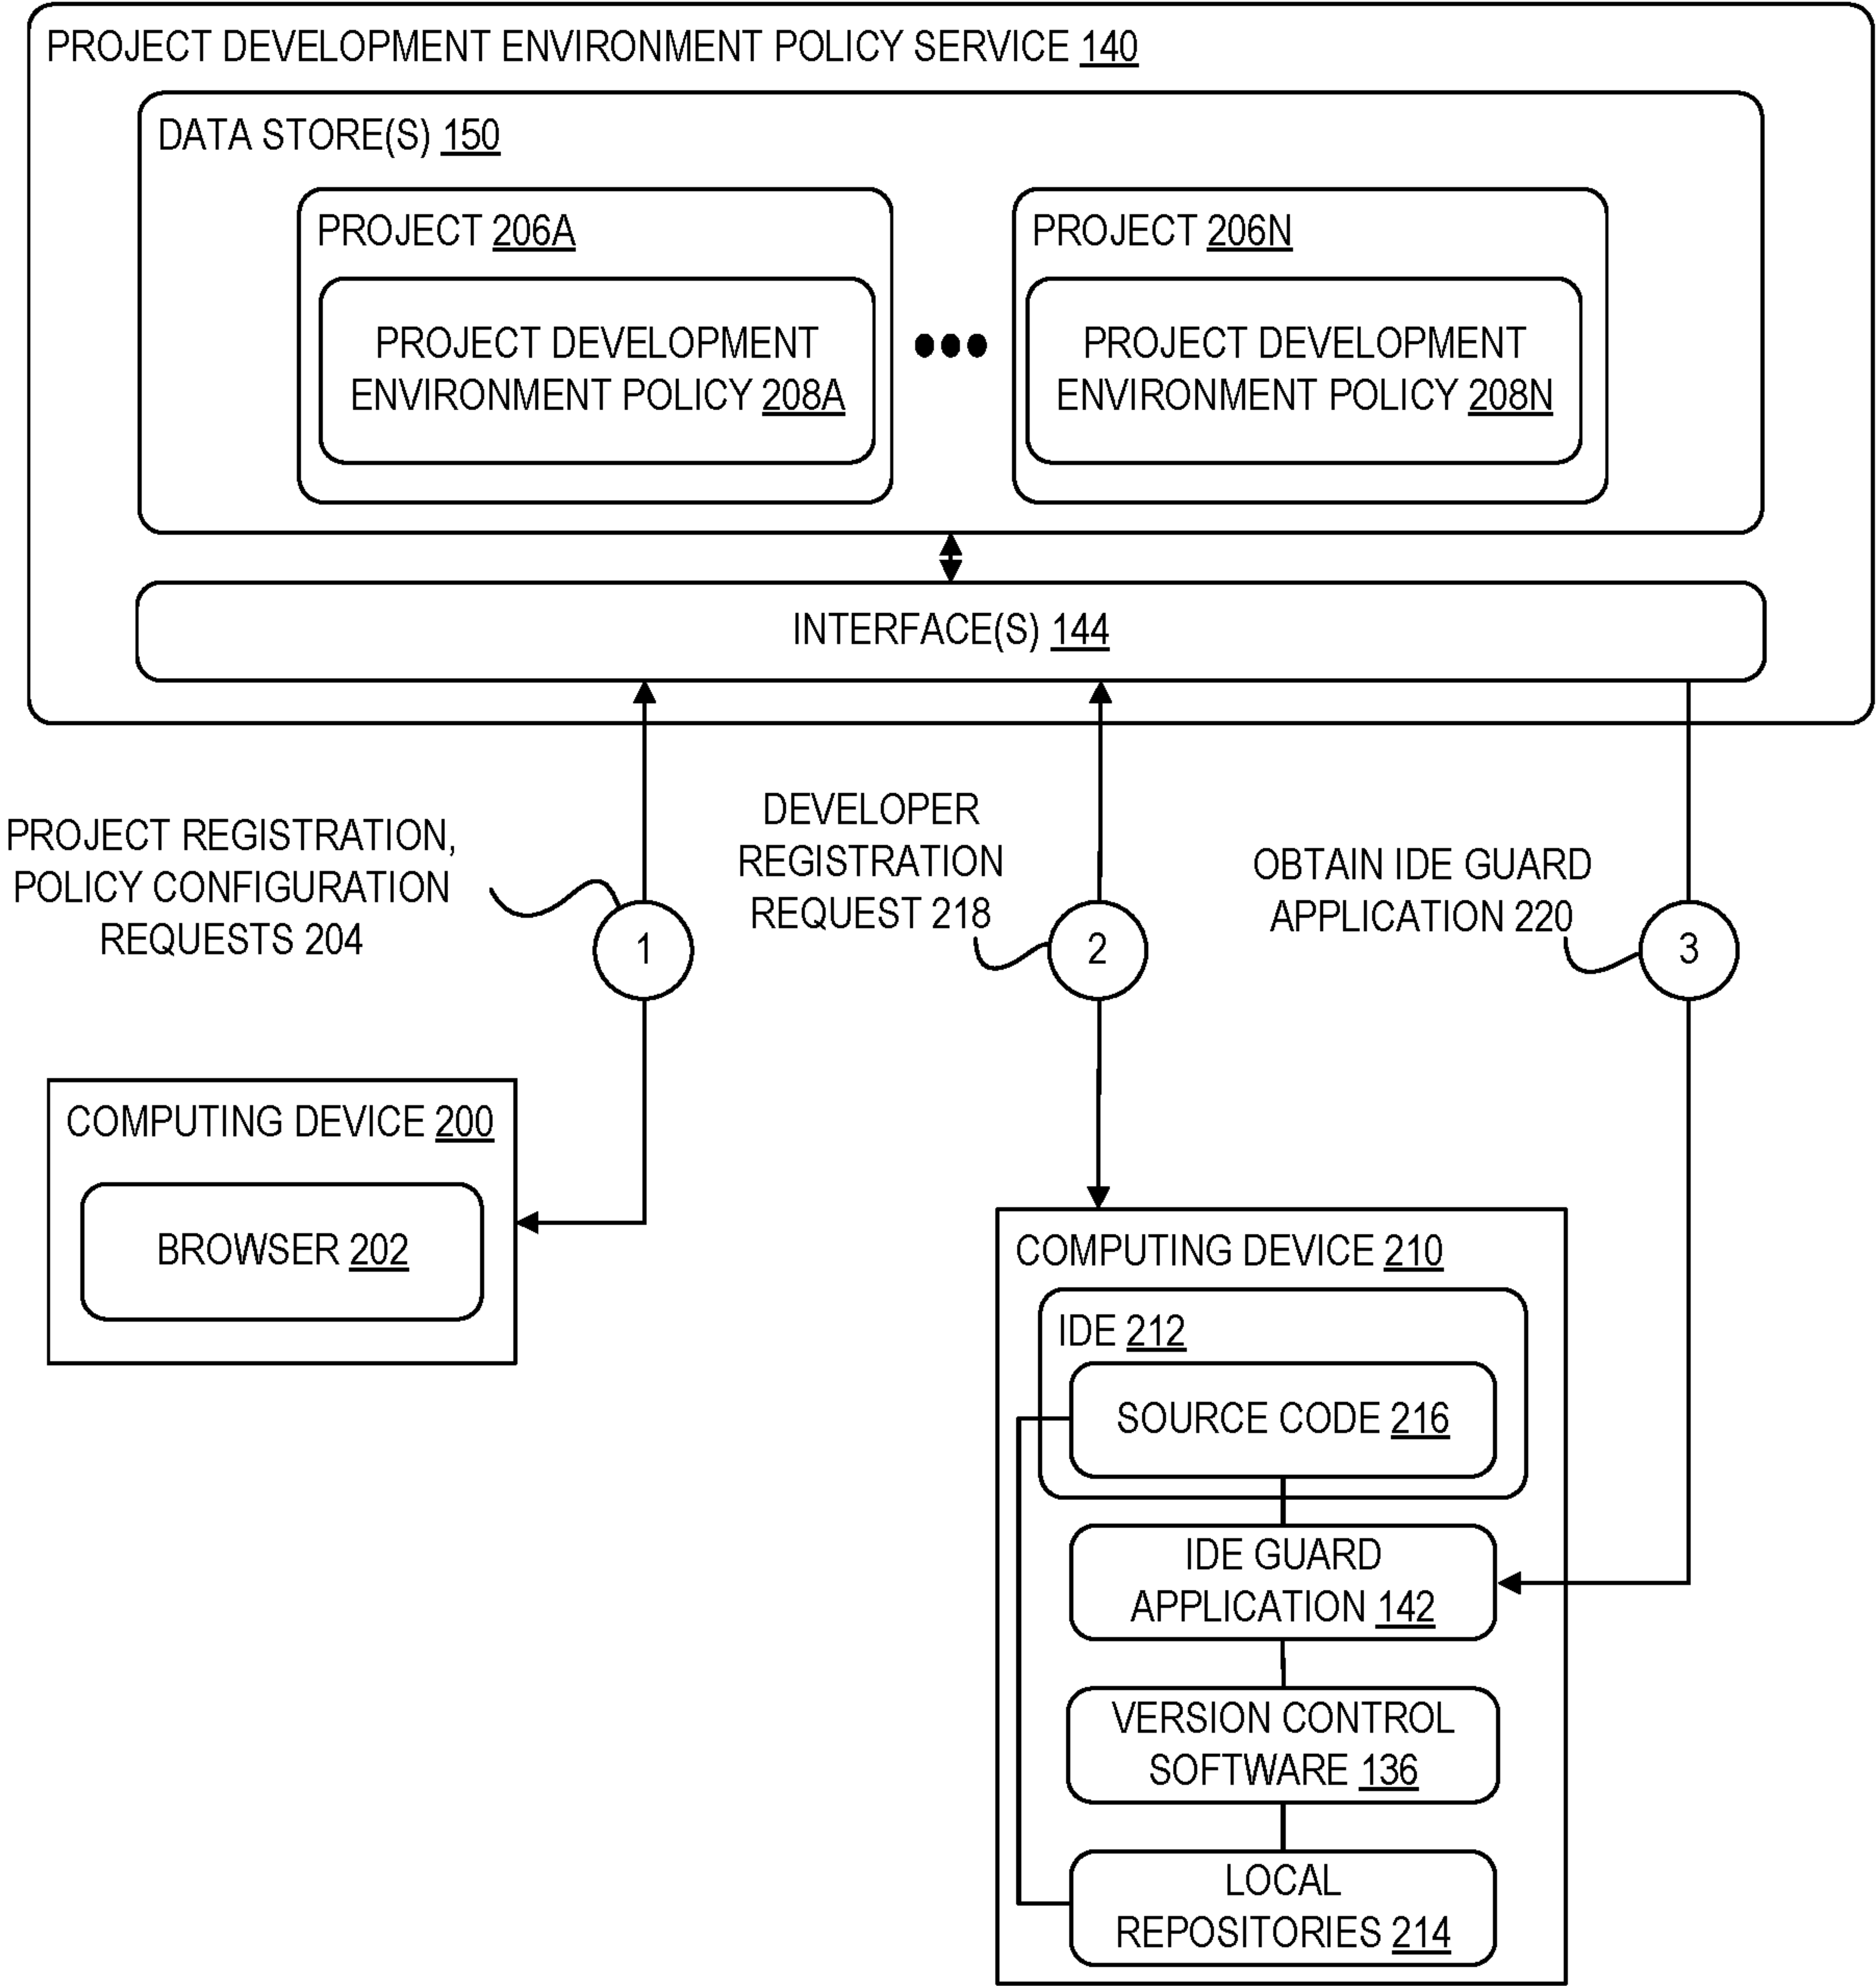 PROJECT DEVELOPMENT ENVIRONMENT POLICY SERVICE 140
DATA STORE(S) 150
PROJECT 206A
PROJECT DEVELOPMENT
ENVIRONMENT POLICY 208A
PROJECT 206N
PROJECT DEVELOPMENT
ENVIRONMENT POLICY 208N
INTERFACE(S) 144
PROJECT REGISTRATION,
POLICY CONFIGURATION
REQUESTS 204
1
DEVELOPER
REGISTRATION
REQUEST 218
2
OBTAIN IDE GUARD
APPLICATION 220
3
COMPUTING DEVICE 200
BROWSER 202
COMPUTING DEVICE 210
IDE 212
SOURCE CODE 216
IDE GUARD
APPLICATION 142
VERSION CONTROL
SOFTWARE 136
LOCAL
REPOSITORIES 214